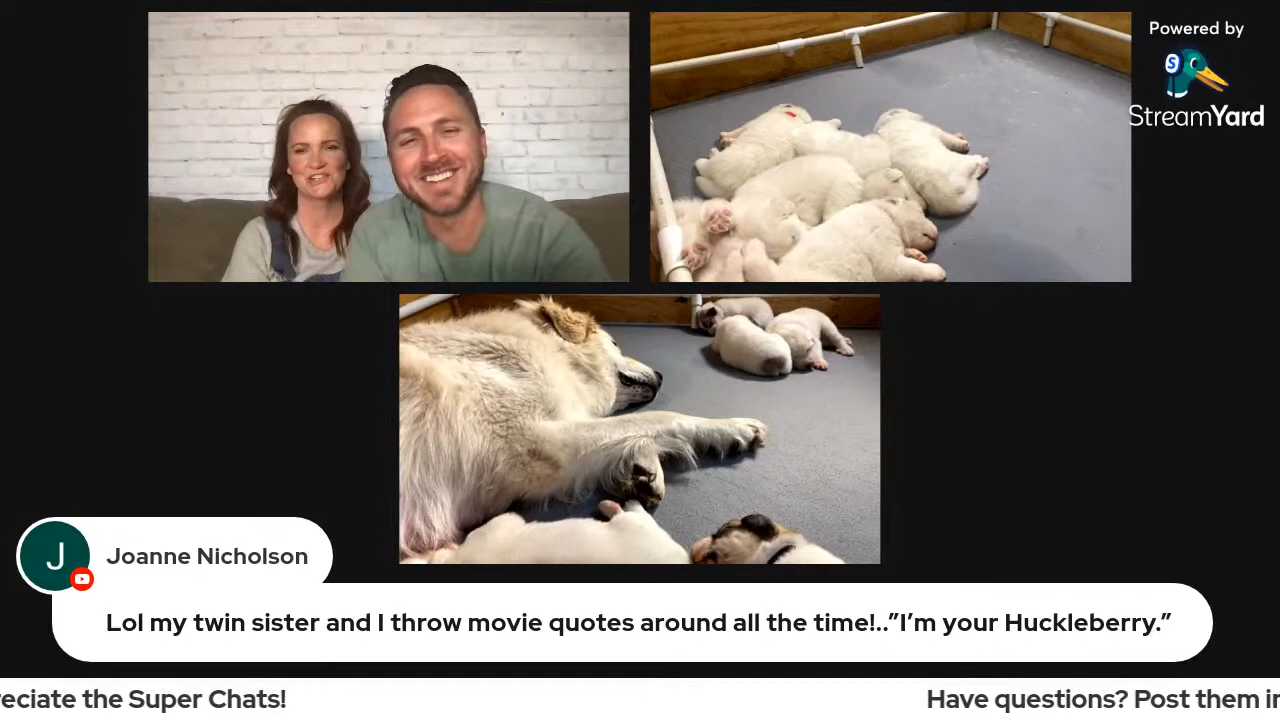 Powered by
S
StreamYard
J
Joanne Nicholson
Lol my twin sister and I throw movie quotes around all the time!..”I’m your Huckleberry.”
reciate the Super Chats!
Have questions? Post them in